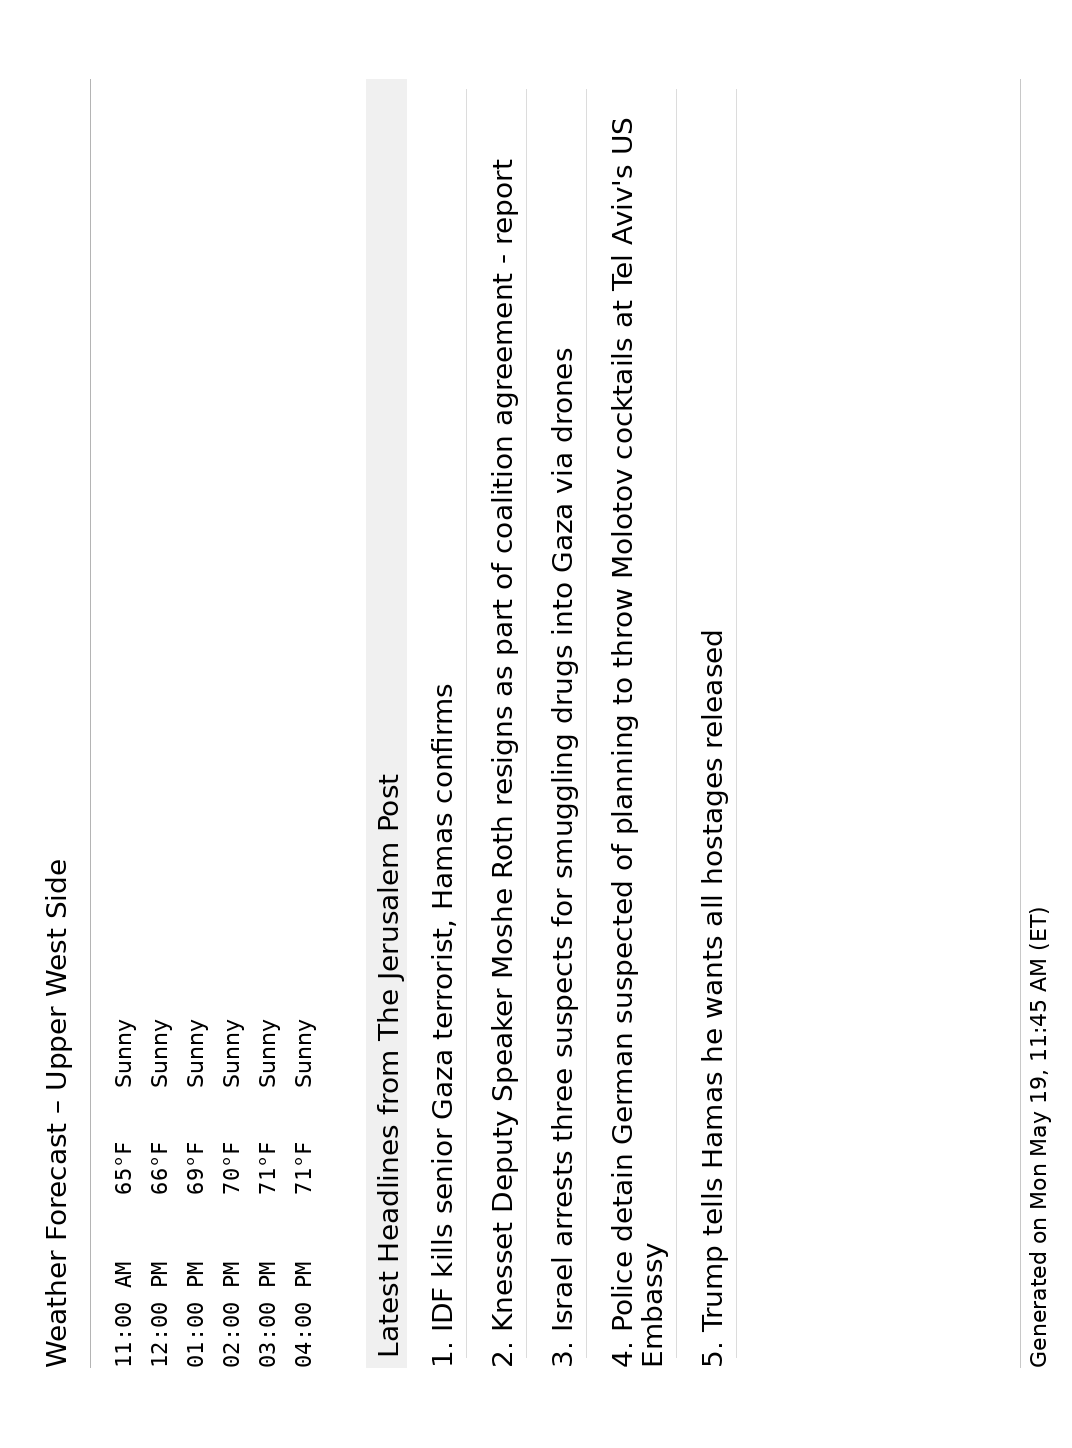 Weather Forecast – Upper West Side
11:00 AM 65°F Sunny
12:00 PM 66°F Sunny
01:00 PM 69°F Sunny
02:00 PM 70°F Sunny
03:00 PM 71°F Sunny
04:00 PM 71°F Sunny
Latest Headlines from The Jerusalem Post
1. IDF kills senior Gaza terrorist, Hamas confirms
2. Knesset Deputy Speaker Moshe Roth resigns as part of coalition agreement - report
3. Israel arrests three suspects for smuggling drugs into Gaza via drones
4. Police detain German suspected of planning to throw Molotov cocktails at Tel Aviv's US
Embassy
5. Trump tells Hamas he wants all hostages released
Generated on Mon May 19, 11:45 AM (ET)